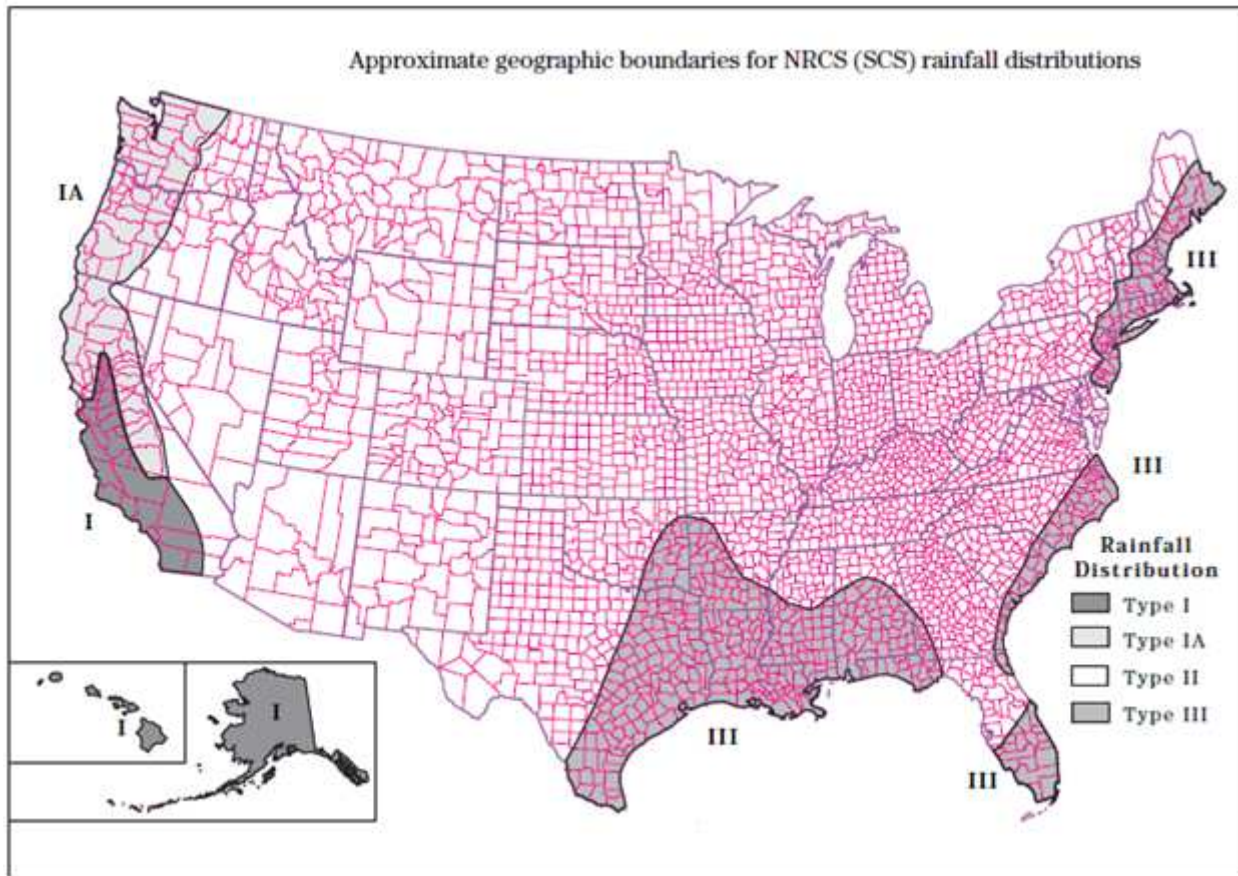 Approximate geographic boundaries for NRCS (SCS) rainfall distributions
IA
III
I
III
Rainfall
Distribution
Type I
Type IA
Type II
Type III
I
I
III
III